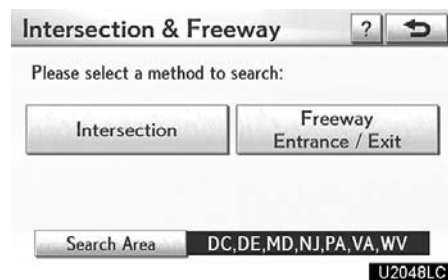 Intersection & Freeway ?
Please select a method to search:
Intersection
Freeway
Entrance / Exit
Search Area DC,DE,MD,NJ,PA,VA,WV
U2048LC